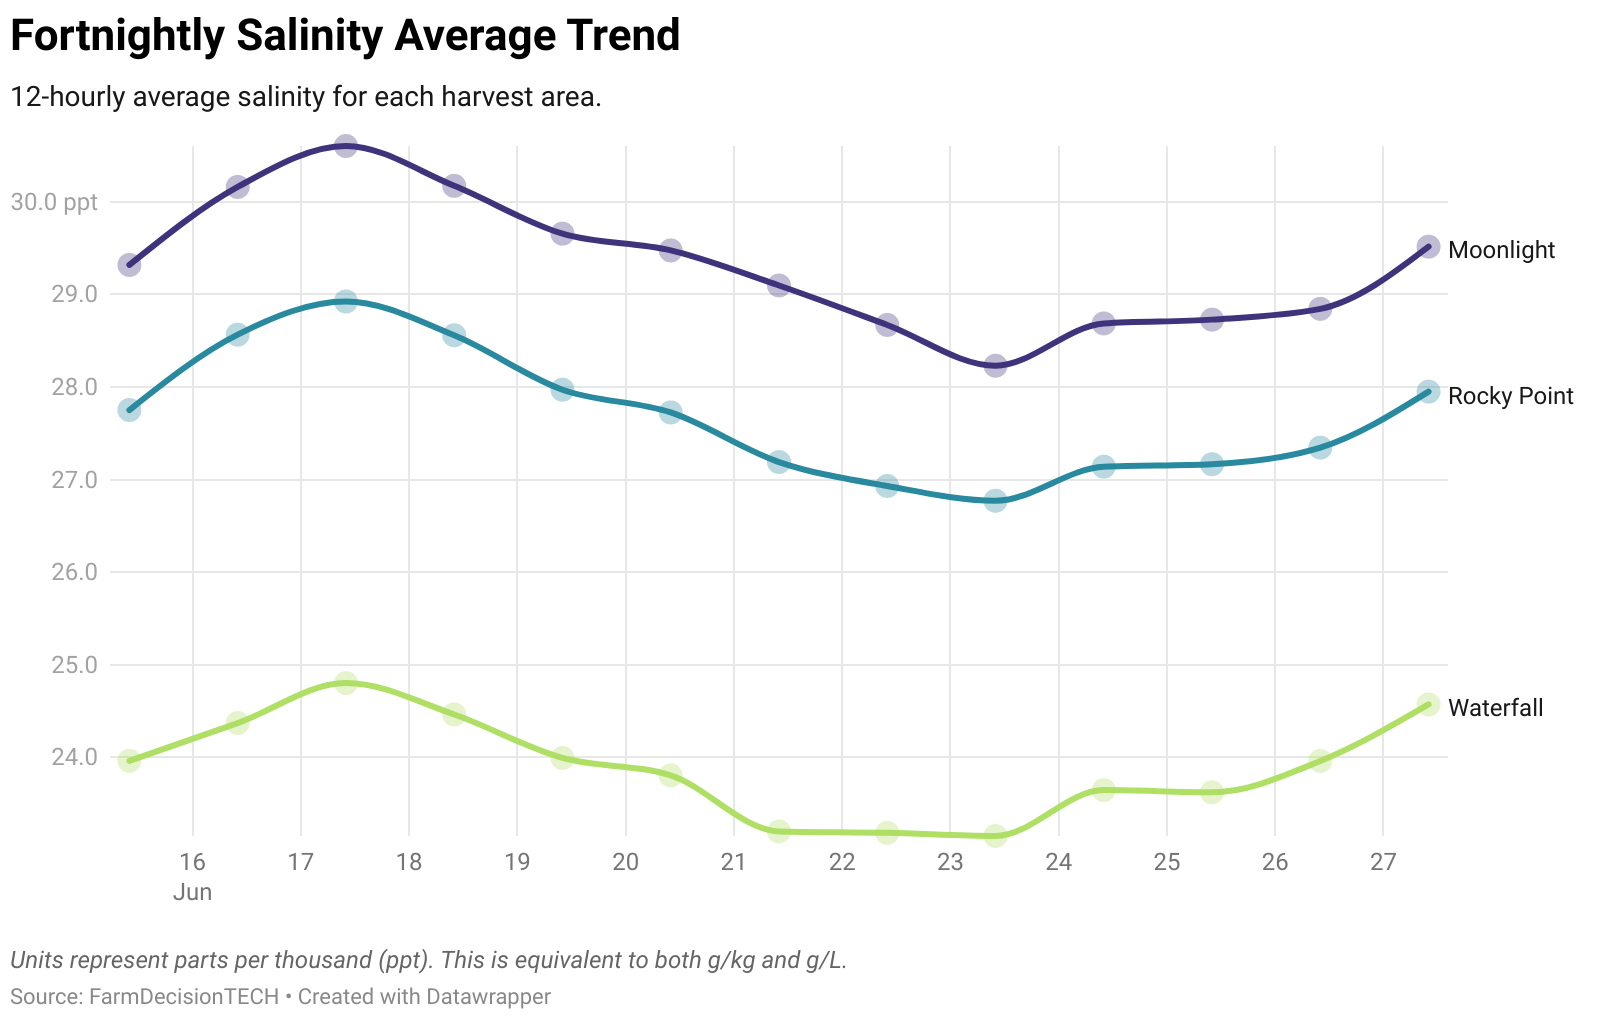 Fortnightly Salinity Average Trend
12-hourly average salinity for each harvest area.
30.0 ppt
29.0
28.0
27.0
26.0
25.0
24.0
Moonlight
Rocky Point
Waterfall
16 17 18 19 20 21 22 23 24 25 26 27
Jun
Units represent parts per thousand (ppt). This is equivalent to both g/kg and g/L.
Source: FarmDecisionTECH • Created with Datawrapper